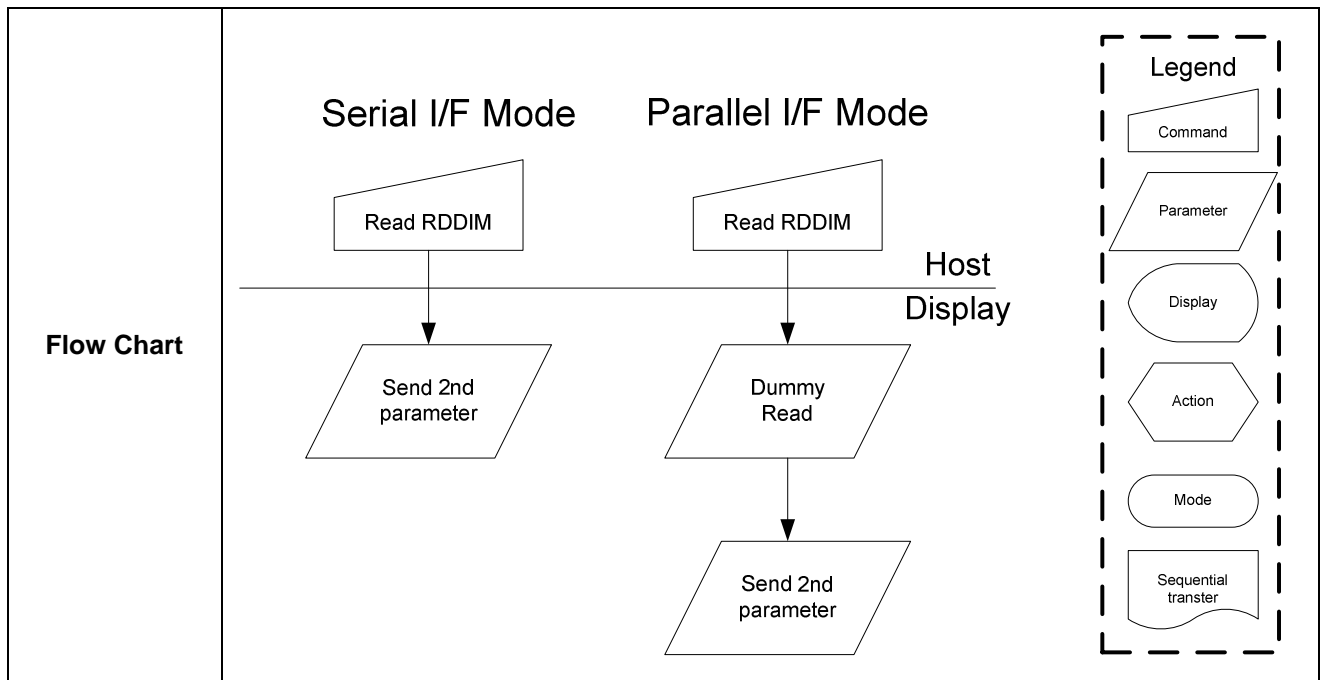 Flow Chart
Serial I/F Mode
Read RDDIM
Send 2nd
parameter
Parallel I/F Mode
Read RDDIM
Host
Display
Dummy
Read
Send 2nd
parameter
Legend
Command
Parameter
Display
Action
Mode
Sequential
transter